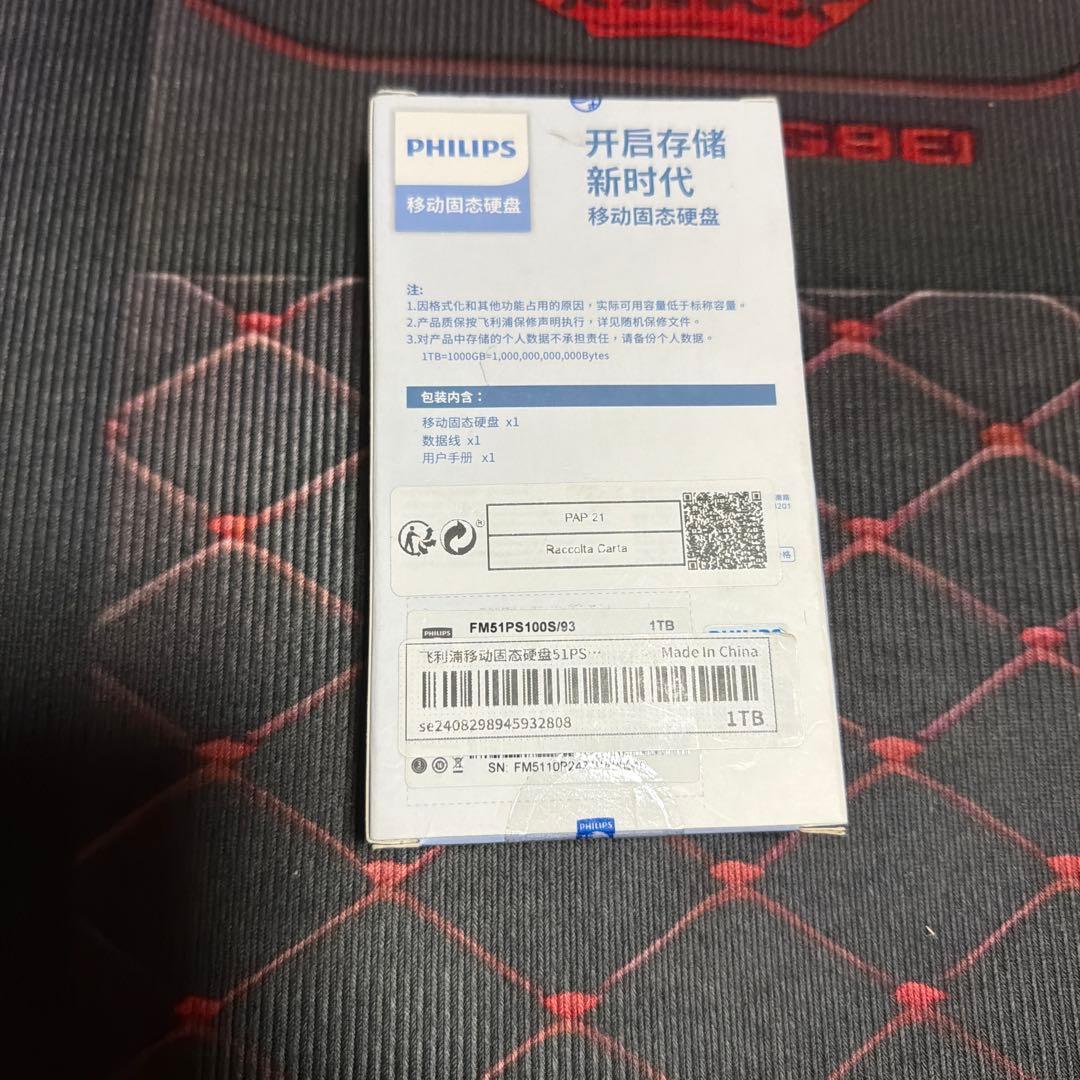 PHILIPS
移动固态硬盘
开启存储
新时代
移动固态硬盘
注:
1.因格式化和其他功能占用的原因，实际可用容量低于标称容量。
2.产品质保按飞利浦保修声明执行，详见随机保修文件。
3.对产品中存储的个人数据不承担责任，请备份个人数据。
1TB=1000GB=1,000,000,000,000Bytes
包装内含：
移动固态硬盘 x1
数据线 x1
用户手册 x1
PAP 21
Raccolta Carta
PHILIPS FM51PS100S/93 1TB
飞利浦移动固态硬盘51PS… Made In China
se2408298945932808 1TB
SN:
PHILIPS